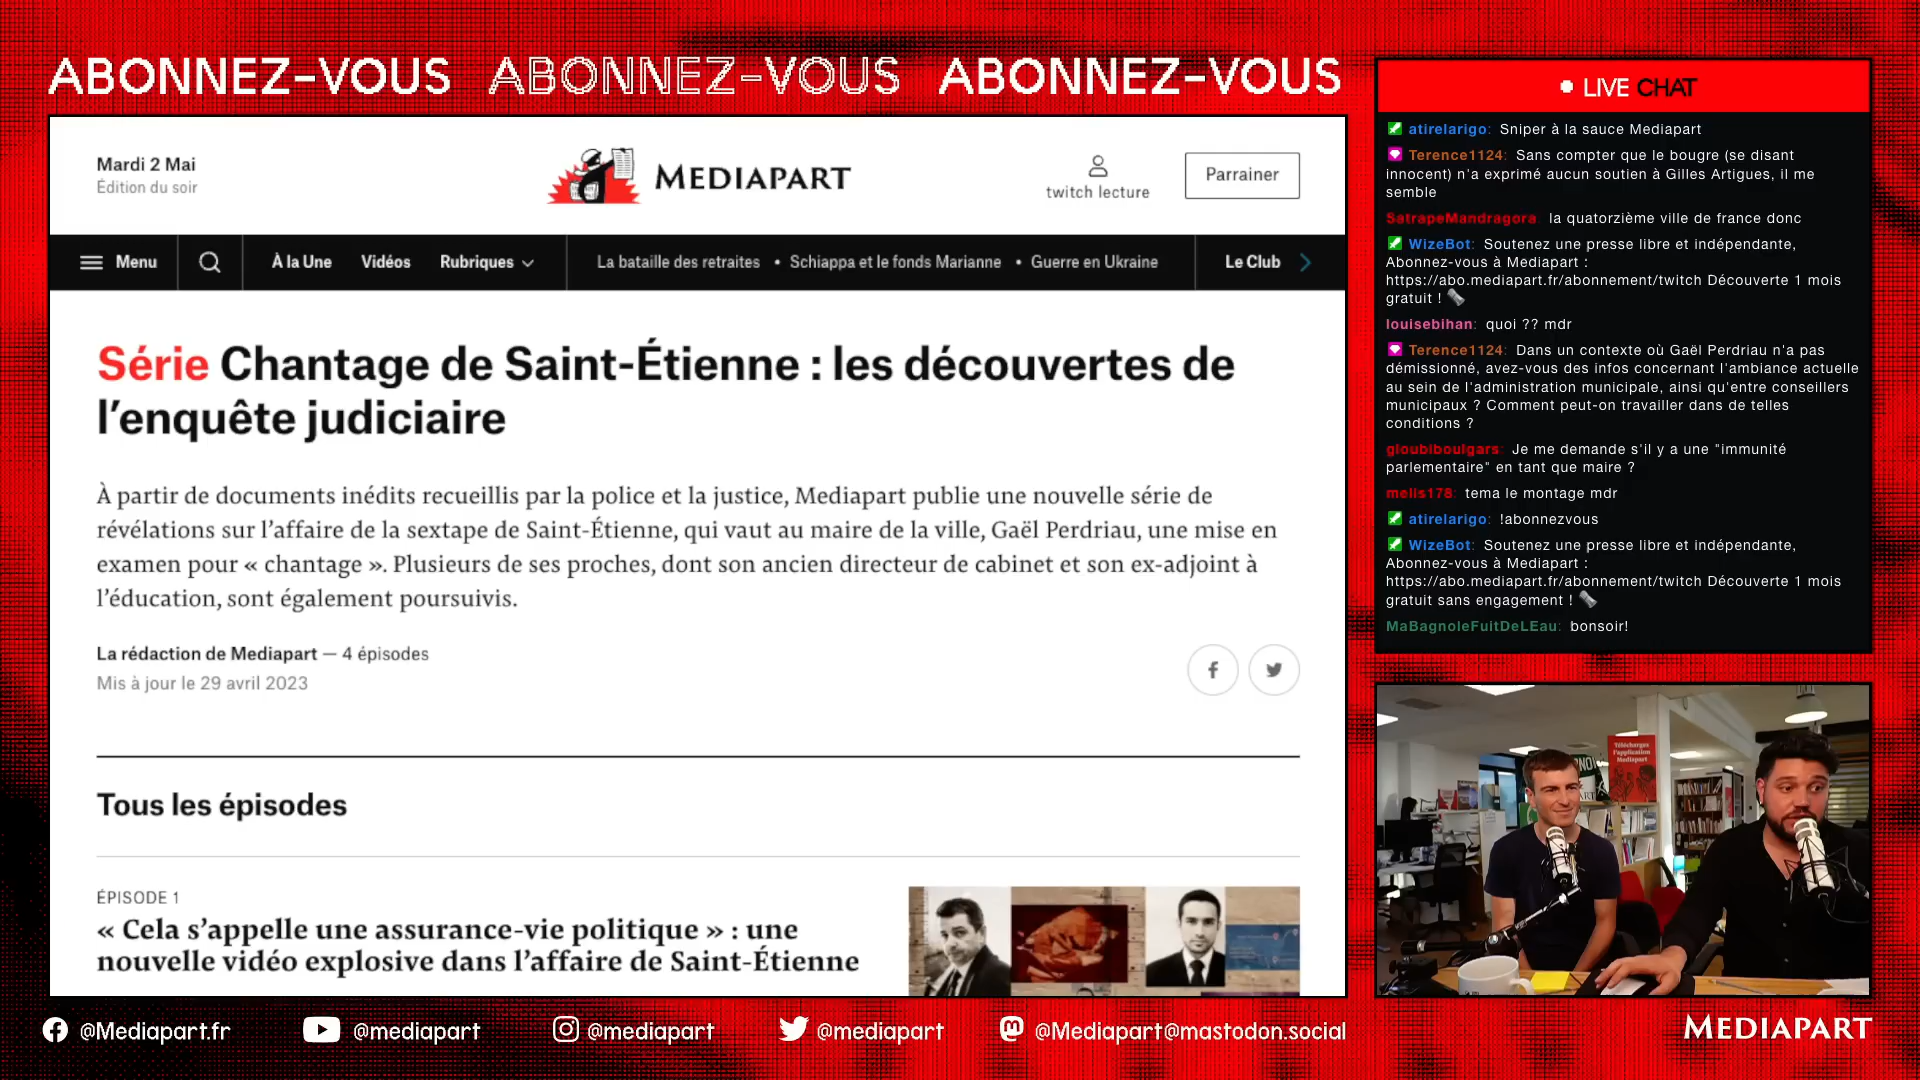 ABONNEZ-VOUS ABONNEZ-VOUS ABONNEZ-VOUS
Mardi 2 Mai
Édition du soir
MEDIAPART
twitch lecture
Parrainer
Menu
À la Une
Vidéos
Rubriques
La bataille des retraites • Schiappa et le fonds Marianne • Guerre en Ukraine
Le Club
Série Chantage de Saint-Étienne : les découvertes de
l’enquête judiciaire
À partir de documents inédits recueillis par la police et la justice, Mediapart publie une nouvelle série de
révélations sur l’affaire de la sextape de Saint-Étienne, qui vaut au maire de la ville, Gaël Perdriau, une mise en
examen pour « chantage ». Plusieurs de ses proches, dont son ancien directeur de cabinet et son ex-adjoint à
l’éducation, sont également poursuivis.
La rédaction de Mediapart — 4 épisodes
Mis à jour le 29 avril 2023
Tous les épisodes
ÉPISODE 1
« Cela s’appelle une assurance-vie politique » : une
nouvelle vidéo explosive dans l’affaire de Saint-Étienne
LIVE CHAT
atirelarigo: Sniper à la sauce Mediapart
Terence1124: Sans compter que le bougre (se disant
innocent) n'a exprimé aucun soutien à Gilles Artigues, il me
semble
SatrapeMandragora: la quatorzième ville de france donc
WizeBot: Soutenez une presse libre et indépendante,
Abonnez-vous à Mediapart :
https://abo.mediapart.fr/abonnement/twitch Découverte 1 mois
gratuit !
louisebihan: quoi ?? mdr
Terence1124: Dans un contexte où Gaël Perdriau n'a pas
démissionné, avez-vous des infos concernant l'ambiance actuelle
au sein de l'administration municipale, ainsi qu'entre conseillers
municipaux ? Comment peut-on travailler dans de telles
conditions ?
gloubiboulgars: Je me demande s'il y a une "immunité
parlementaire" en tant que maire ?
melis178: tema le montage mdr
atirelarigo: !abonnezvous
WizeBot: Soutenez une presse libre et indépendante,
Abonnez-vous à Mediapart :
https://abo.mediapart.fr/abonnement/twitch Découverte 1 mois
gratuit sans engagement !
MaBagnoleFuitDeLEau: bonsoir!
Téléchargez
l'application
Mediapart
@Mediapart.fr
@mediapart
@mediapart
@mediapart
@Mediapart@mastodon.social
MEDIAPART